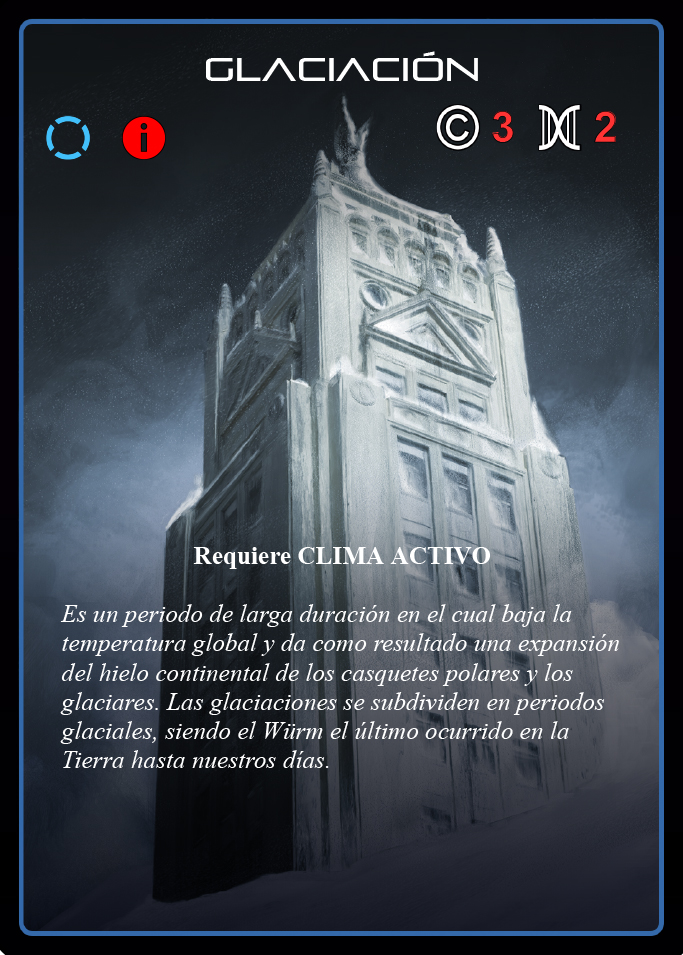 GLACIACIÓN
i © 3 2
Requiere CLIMA ACTIVO
Es un periodo de larga duración en el cual baja la
temperatura global y da como resultado una expansión
del hielo continental de los casquetes polares y los
glaciares. Las glaciaciones se subdividen en periodos
glaciales, siendo el Würm el último ocurrido en la
Tierra hasta nuestros días.